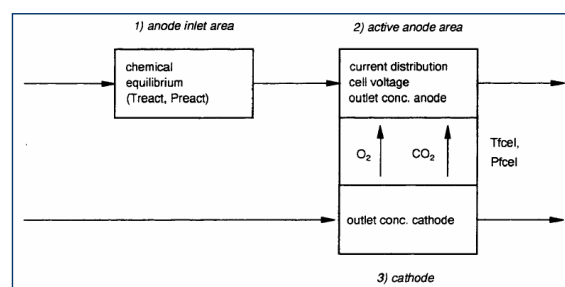 1) anode inlet area
2) active anode area
chemical
equilibrium
(Treact, Preact)
current distribution
cell voltage
outlet conc. anode
O₂
CO₂
Tfcel,
Pfcel
outlet conc. cathode
3) cathode